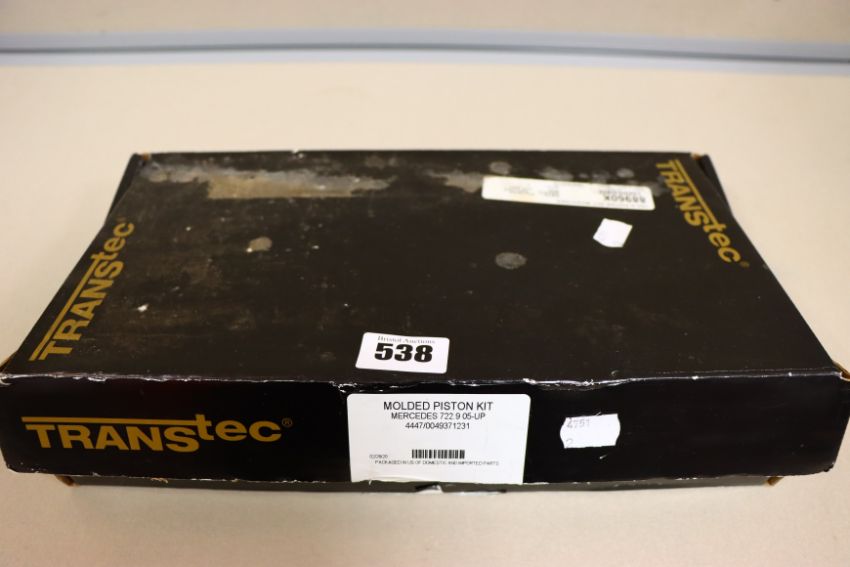 TRANStec®
88960K
TRANStec®
Bristol Auctions
538
TRANStec®
MOLDED PISTON KIT
MERCEDES 722.9 05-UP
4447/0049371231
PACKAGED IN US OF DOMESTIC AND IMPORTED PARTS